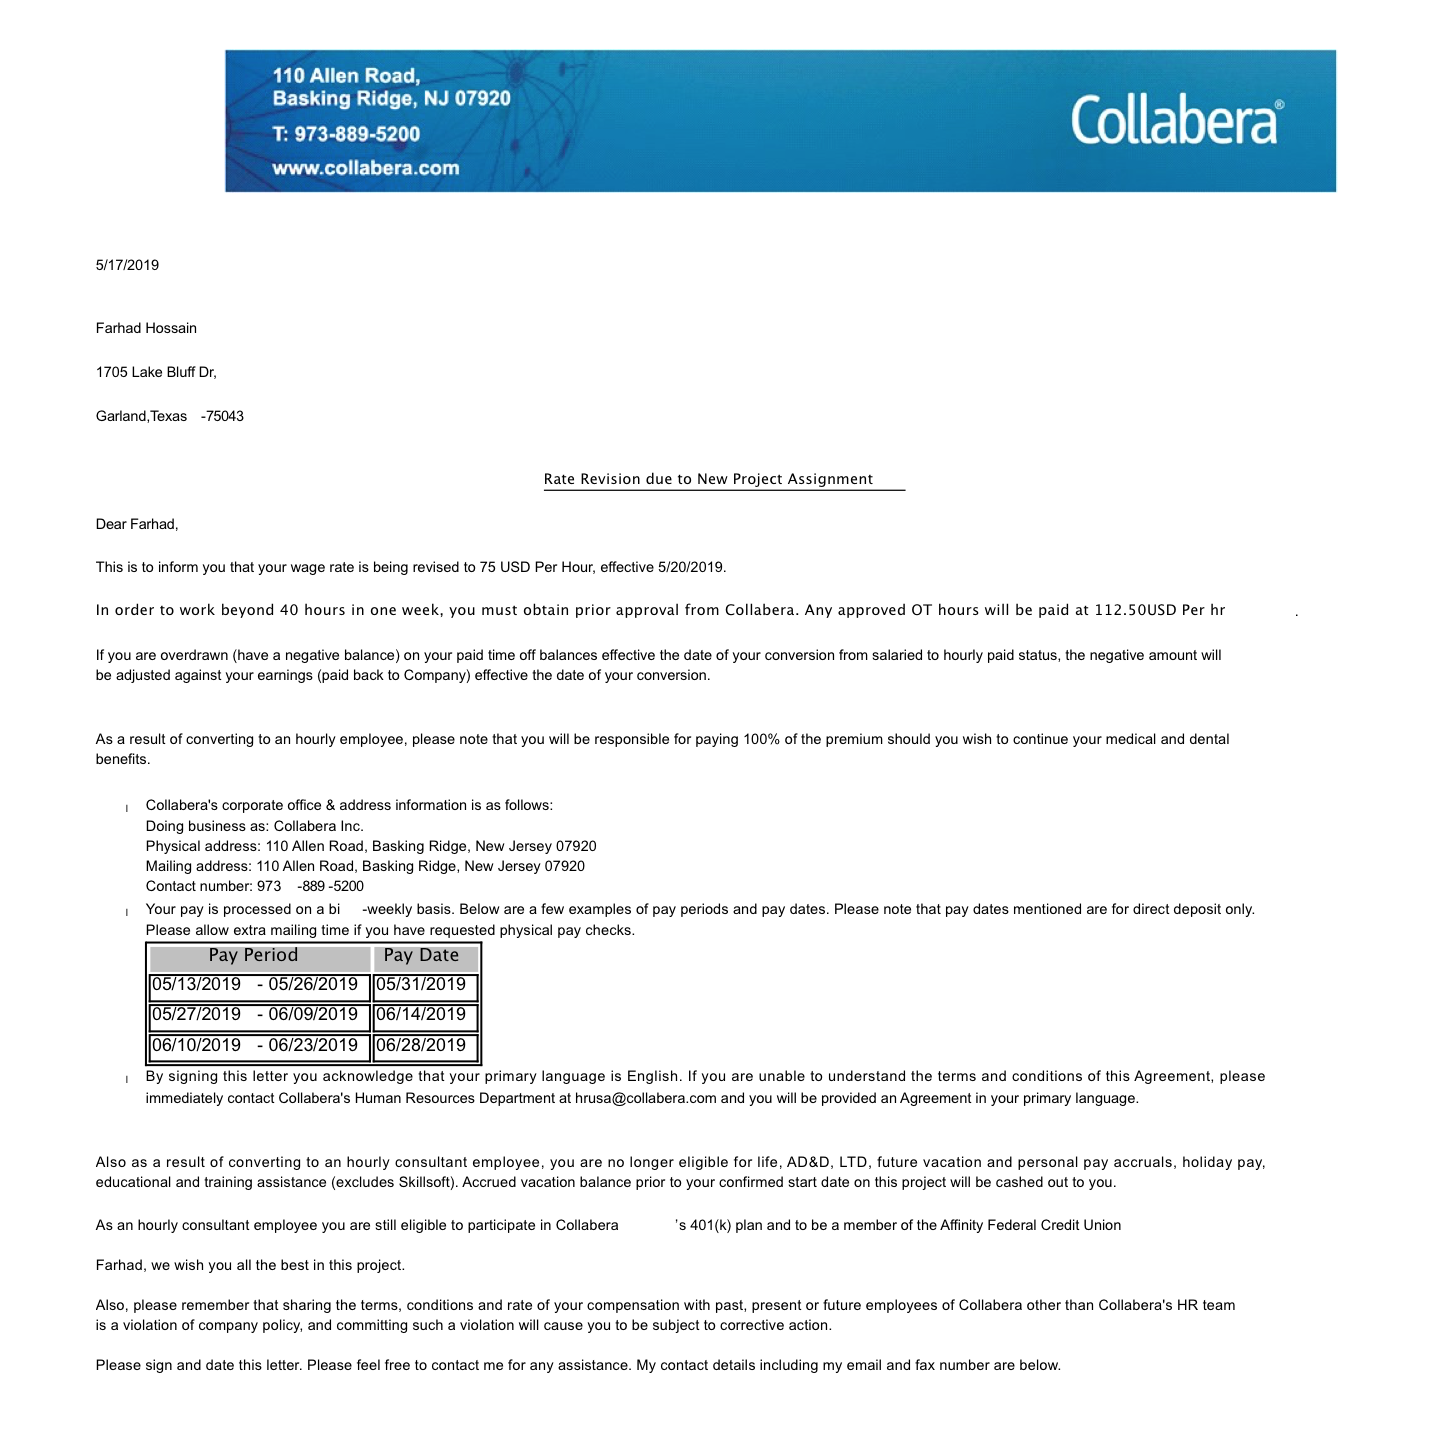 110 Allen Road,
Basking Ridge, NJ 07920
T: 973-889-5200
www.collabera.com
Collabera®
5/17/2019
Farhad Hossain
1705 Lake Bluff Dr,
Garland,Texas -75043
Rate Revision due to New Project Assignment
Dear Farhad,
This is to inform you that your wage rate is being revised to 75 USD Per Hour, effective 5/20/2019.
In order to work beyond 40 hours in one week, you must obtain prior approval from Collabera. Any approved OT hours will be paid at 112.50USD Per hr .
If you are overdrawn (have a negative balance) on your paid time off balances effective the date of your conversion from salaried to hourly paid status, the negative amount will
be adjusted against your earnings (paid back to Company) effective the date of your conversion.
As a result of converting to an hourly employee, please note that you will be responsible for paying 100% of the premium should you wish to continue your medical and dental
benefits.
l Collabera's corporate office & address information is as follows:
Doing business as: Collabera Inc.
Physical address: 110 Allen Road, Basking Ridge, New Jersey 07920
Mailing address: 110 Allen Road, Basking Ridge, New Jersey 07920
Contact number: 973 -889 -5200
l Your pay is processed on a bi -weekly basis. Below are a few examples of pay periods and pay dates. Please note that pay dates mentioned are for direct deposit only.
Please allow extra mailing time if you have requested physical pay checks.
Pay Period Pay Date
05/13/2019 - 05/26/2019 05/31/2019
05/27/2019 - 06/09/2019 06/14/2019
06/10/2019 - 06/23/2019 06/28/2019
l By signing this letter you acknowledge that your primary language is English. If you are unable to understand the terms and conditions of this Agreement, please
immediately contact Collabera's Human Resources Department at hrusa@collabera.com and you will be provided an Agreement in your primary language.
Also as a result of converting to an hourly consultant employee, you are no longer eligible for life, AD&D, LTD, future vacation and personal pay accruals, holiday pay,
educational and training assistance (excludes Skillsoft). Accrued vacation balance prior to your confirmed start date on this project will be cashed out to you.
As an hourly consultant employee you are still eligible to participate in Collabera 's 401(k) plan and to be a member of the Affinity Federal Credit Union
Farhad, we wish you all the best in this project.
Also, please remember that sharing the terms, conditions and rate of your compensation with past, present or future employees of Collabera other than Collabera's HR team
is a violation of company policy, and committing such a violation will cause you to be subject to corrective action.
Please sign and date this letter. Please feel free to contact me for any assistance. My contact details including my email and fax number are below.